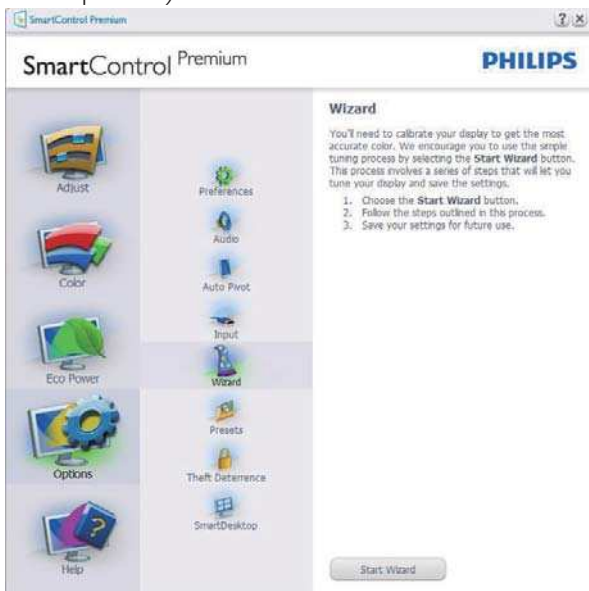 SmartControl Premium
SmartControl Premium
PHILIPS
Adjust
Color
Eco Power
Options
Help
Preferences
Audio
Auto Pivot
Input
Wizard
Presets
Theft Deterrence
SmartDesktop
Wizard
You'll need to calibrate your display to get the most
accurate color. We encourage you to use the simple
tuning process by selecting the Start Wizard button.
This process involves a series of steps that will let you
tune your display and save the settings.
1. Choose the Start Wizard button.
2. Follow the steps outlined in this process.
3. Save your settings for future use.
Start Wizard